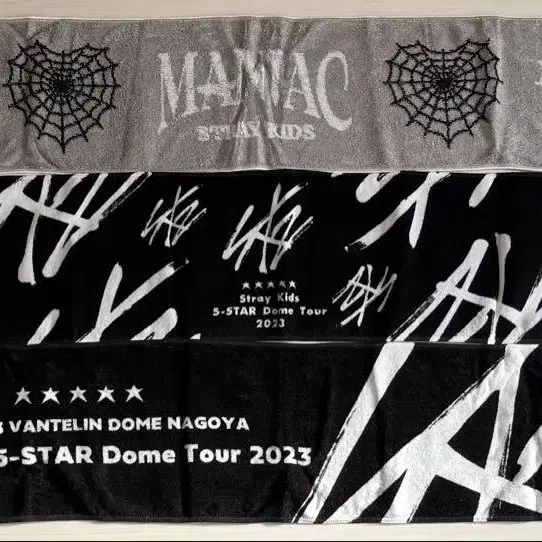 MANIAC
STRAY KIDS
★★★★★
Stray Kids
5-STAR Dome Tour
2023
★★★★★
VANTELIN DOME NAGOYA
5-STAR Dome Tour 2023